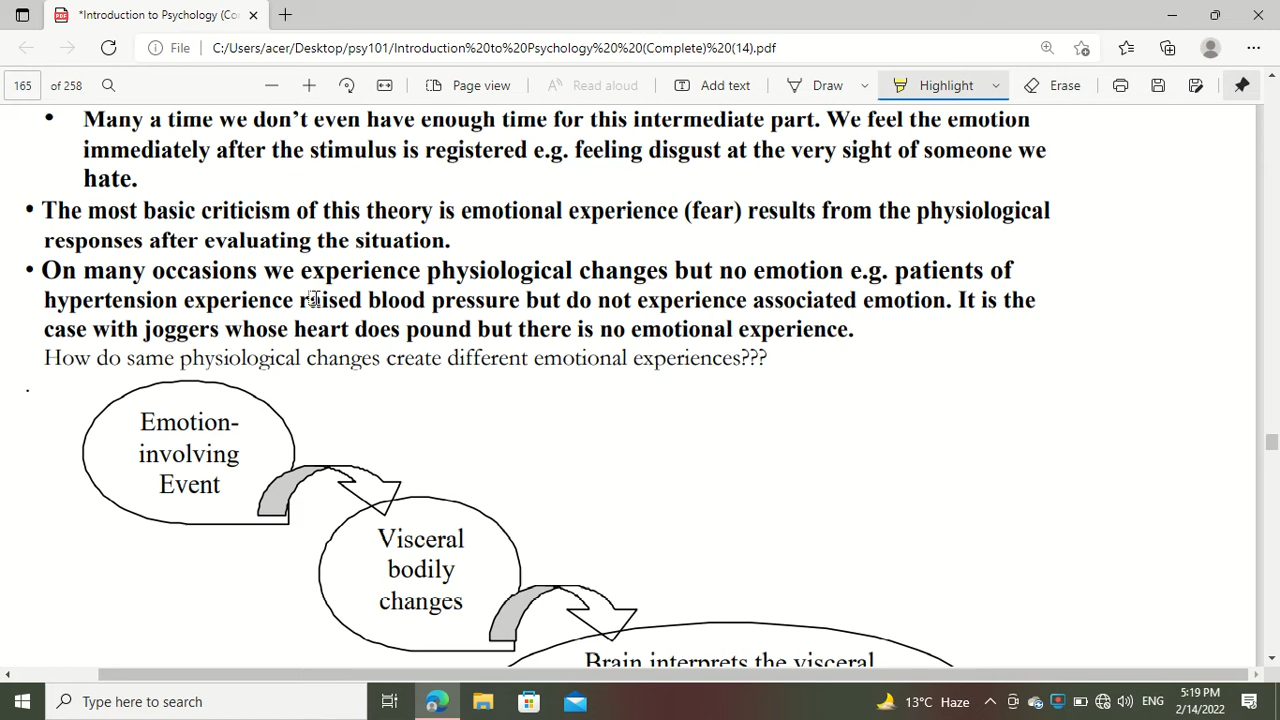 *Introduction to Psychology (Co
File
C:/Users/acer/Desktop/psy101/Introduction%20to%20Psychology%20%20(Complete)%20(14).pdf
165 of 258
Page view
Read aloud
Add text
Draw
Highlight
Erase
• Many a time we don't even have enough time for this intermediate part. We feel the emotion
immediately after the stimulus is registered e.g. feeling disgust at the very sight of someone we
hate.
• The most basic criticism of this theory is emotional experience (fear) results from the physiological
responses after evaluating the situation.
• On many occasions we experience physiological changes but no emotion e.g. patients of
hypertension experience raised blood pressure but do not experience associated emotion. It is the
case with joggers whose heart does pound but there is no emotional experience.
How do same physiological changes create different emotional experiences???
.
Emotion-
involving
Event
Visceral
bodily
changes
Brain interprets the visceral
Type here to search
13°C Haze
ENG
5:19 PM
2/14/2022